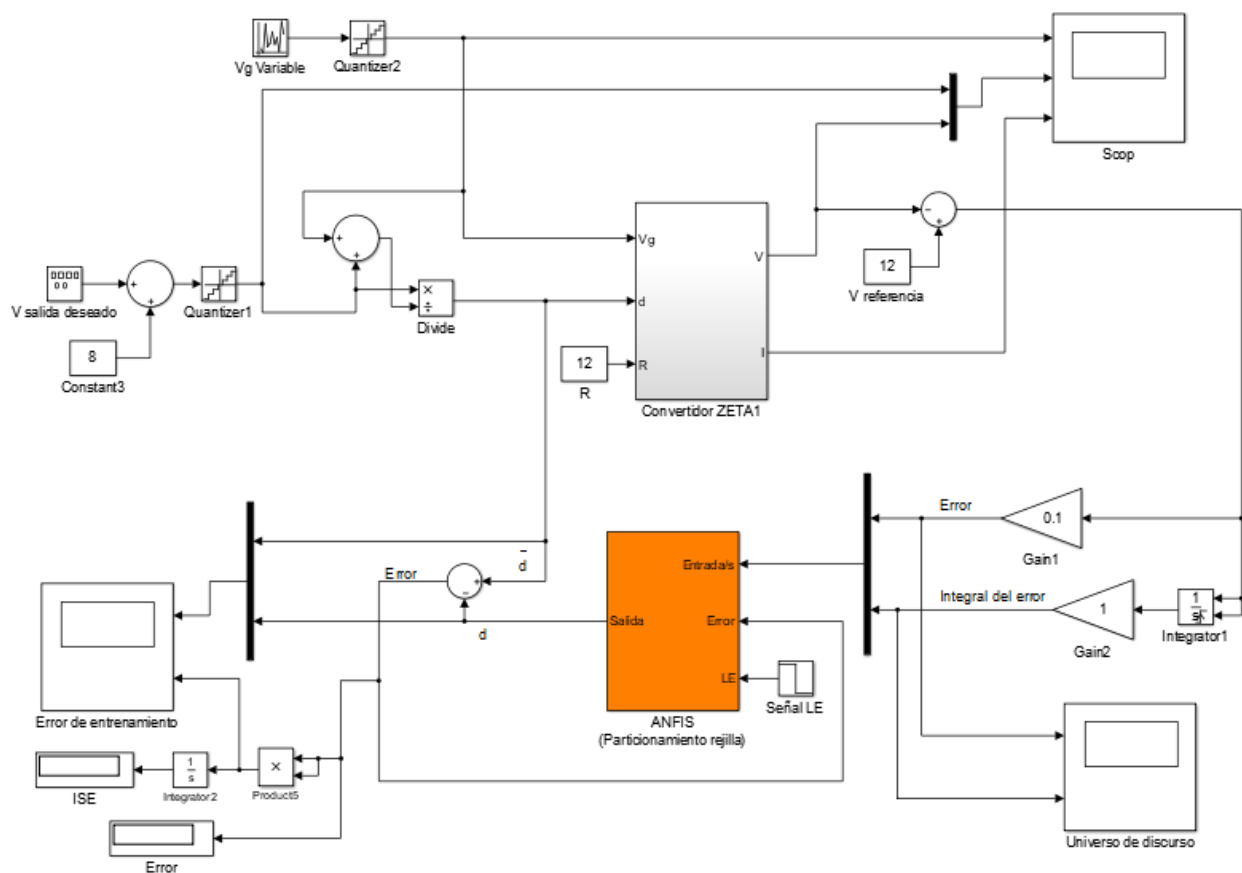 Vg Variable
Quantizer2
Scop
Vg
V
-
+
12
V referencia
+
+
V salida deseado
+
+
Quantizer1
×
÷
Divide
d
8
Constant3
12
R
R
I
Convertidor ZETA1
Error
0.1
Gain1
Entrada/s
d
Error
+
-
Integral del error
1
Gain2
1
s
Integrator1
Salida
Error
d
LE
Señal LE
Error de entrenamiento
ANFIS
(Particionamiento rejilla)
ISE
1
s
Integrator2
×
Product5
Error
Universo de discurso